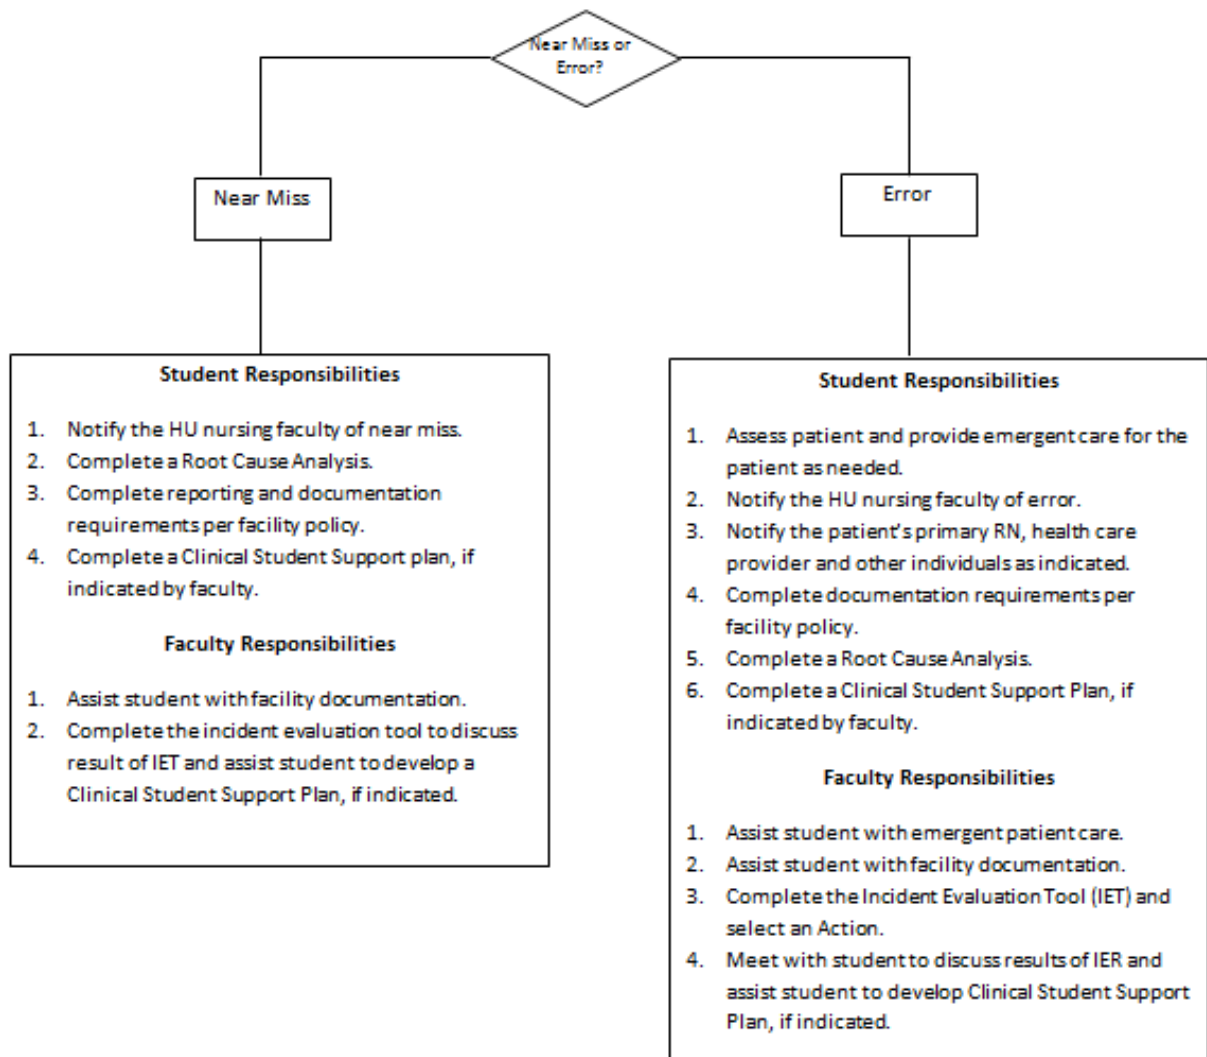 Near Miss or
Error?
Near Miss
Error
Student Responsibilities
1. Notify the HU nursing faculty of near miss.
2. Complete a Root Cause Analysis.
3. Complete reporting and documentation
requirements per facility policy.
4. Complete a Clinical Student Support plan, if
indicated by faculty.
Faculty Responsibilities
1. Assist student with facility documentation.
2. Complete the incident evaluation tool to discuss
result of IET and assist student to develop a
Clinical Student Support Plan, if indicated.
Student Responsibilities
1. Assess patient and provide emergent care for the
patient as needed.
2. Notify the HU nursing faculty of error.
3. Notify the patient's primary RN, health care
provider and other individuals as indicated.
4. Complete documentation requirements per
facility policy.
5. Complete a Root Cause Analysis.
6. Complete a Clinical Student Support Plan, if
indicated by faculty.
Faculty Responsibilities
1. Assist student with emergent patient care.
2. Assist student with facility documentation.
3. Complete the Incident Evaluation Tool (IET) and
select an Action.
4. Meet with student to discuss results of IER and
assist student to develop Clinical Student Support
Plan, if indicated.